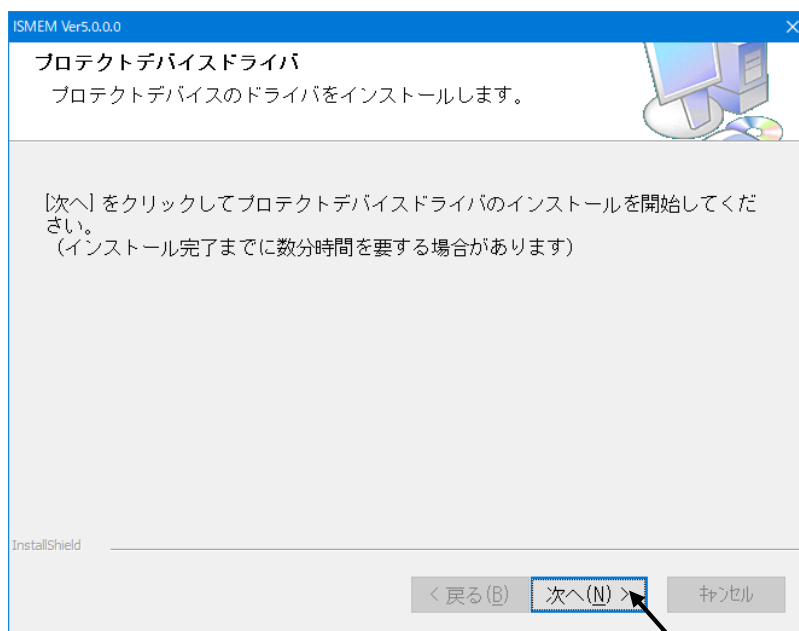 ISMEM Ver5.0.0.0
プロテクトデバイスドライバ
プロテクトデバイスのドライバをインストールします。
[次へ] をクリックしてプロテクトデバイスドライバのインストールを開始してくだ
さい。
(インストール完了までに数分時間を要する場合があります)
InstallShield
< 戻る(B) 次へ(N) > キャンセル